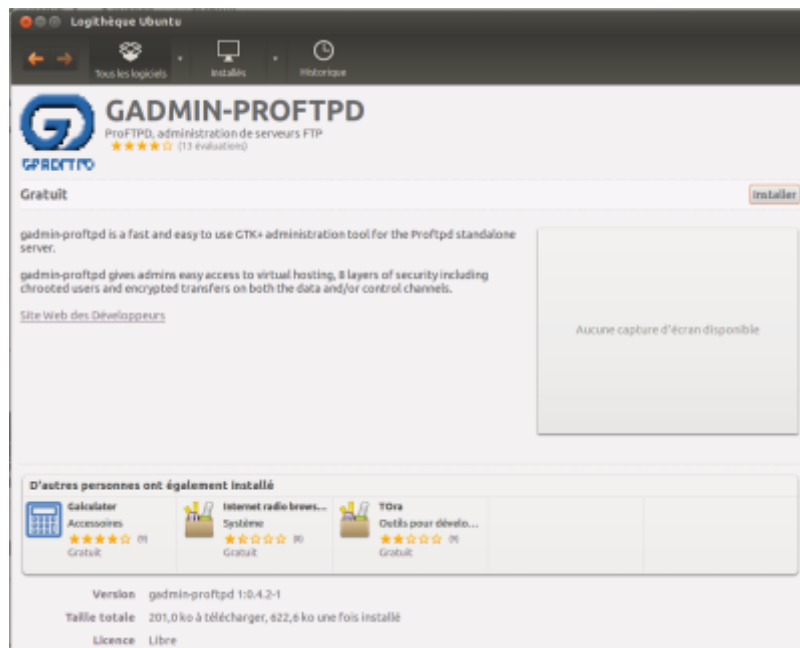 Logithèque Ubuntu
Tous les logiciels
Installés
Historique
GADMIN-PROFTPD
ProFTPD, administration de serveurs FTP
(13 évaluations)
Gratuit
Installer
gadmin-proftpd is a fast and easy to use GTK+ administration tool for the Proftpd standalone
server.
gadmin-proftpd gives admins easy access to virtual hosting, 8 layers of security including
chrooted users and encrypted transfers on both the data and/or control channels.
Site Web des Développeurs
Aucune capture d'écran disponible
D'autres personnes ont également installé
Galculator
Accessoires
Gratuit
Internet radio brows...
Système
Gratuit
TOra
Outils pour dévelo...
Gratuit
Version gadmin-proftpd 1:0.4.2-1
Taille totale 201,0 ko à télécharger, 622,6 ko une fois installé
Licence Libre